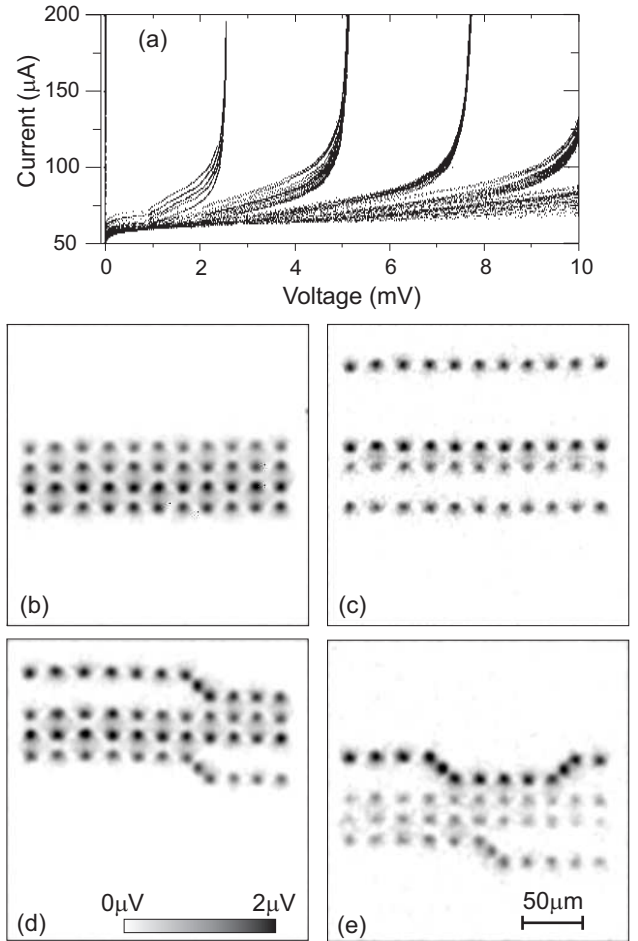 (a)
Current (μA)
200
150
100
50
0 2 4 6 8 10
Voltage (mV)
(b)
(c)
(d)
0μV 2μV
(e)
50μm